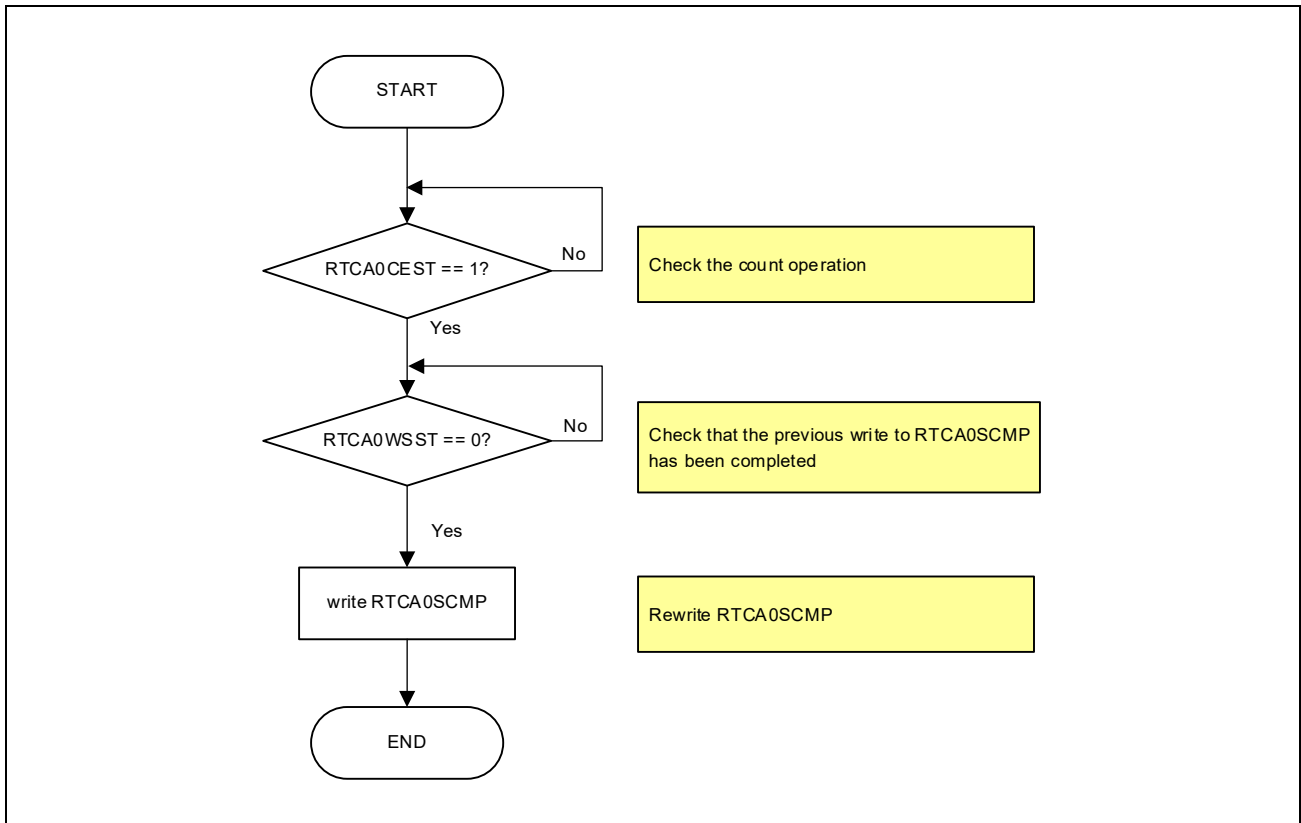 START
RTCA0CEST == 1?
No
Check the count operation
Yes
RTCA0WSST == 0?
No
Check that the previous write to RTCA0SCMP
has been completed
Yes
write RTCA0SCMP
Rewrite RTCA0SCMP
END